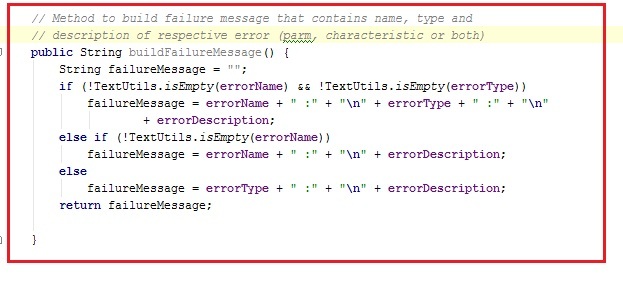 // Method to build failure message that contains name, type and
// description of respective error (parm, characteristic or both)
public String buildFailureMessage() {
String failureMessage = "";
if (!TextUtils.isEmpty(errorName) && !TextUtils.isEmpty(errorType))
failureMessage = errorName + " :" + "\n" + errorType + " :" + "\n"
+ errorDescription;
else if (!TextUtils.isEmpty(errorName))
failureMessage = errorName + " :" + "\n" + errorDescription;
else
failureMessage = errorType + " :" + "\n" + errorDescription;
return failureMessage;
}